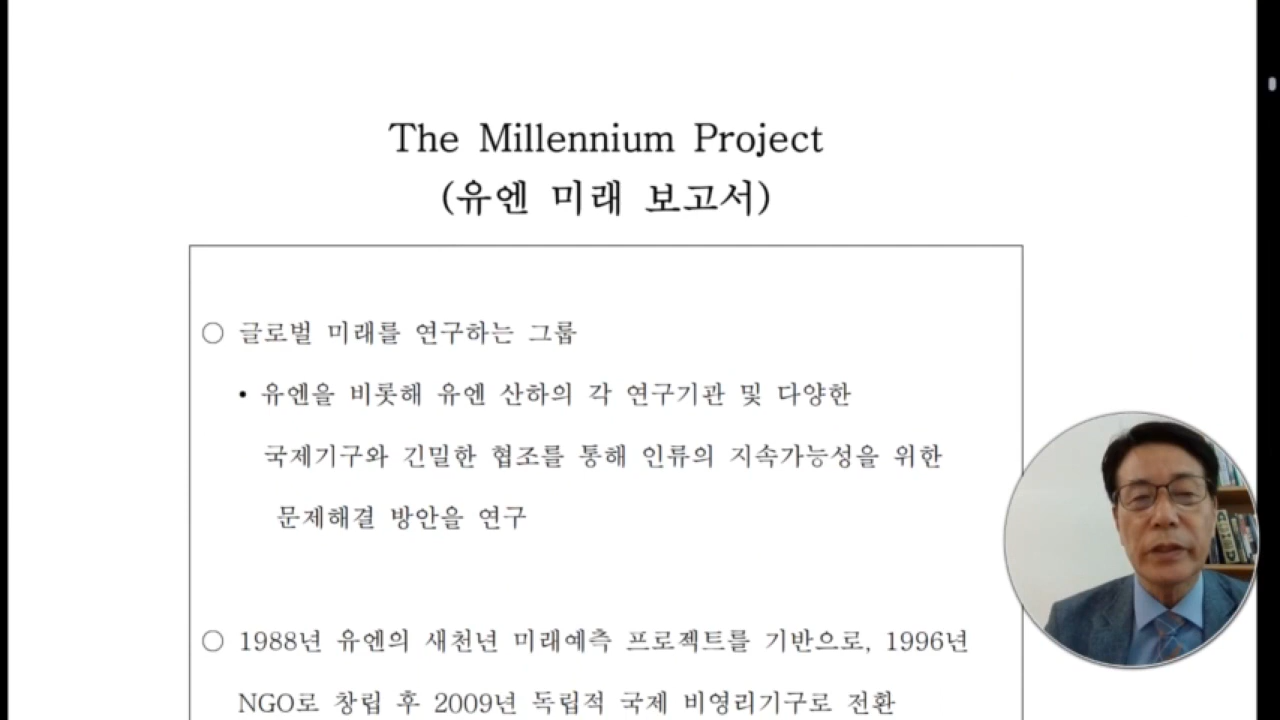 The Millennium Project
(유엔 미래 보고서)
○ 글로벌 미래를 연구하는 그룹
• 유엔을 비롯해 유엔 산하의 각 연구기관 및 다양한
국제기구와 긴밀한 협조를 통해 인류의 지속가능성을 위한
문제해결 방안을 연구
○ 1988년 유엔의 새천년 미래예측 프로젝트를 기반으로, 1996년
NGO로 창립 후 2009년 독립적 국제 비영리기구로 전환